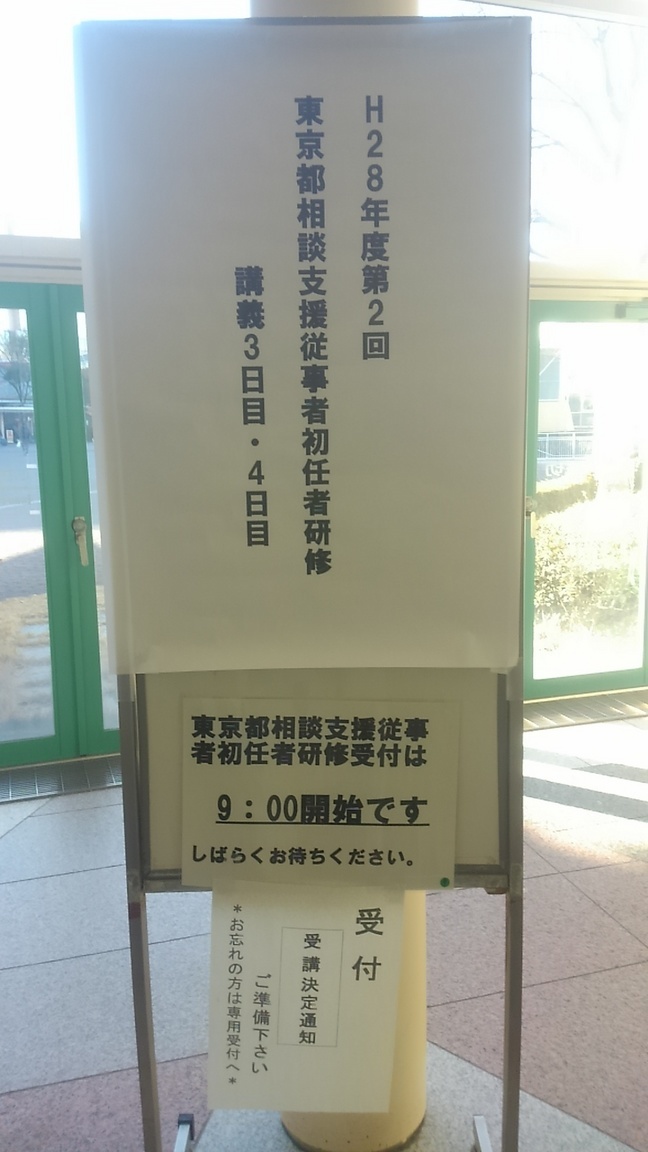 H28年度第2回
東京都相談支援従事者初任者研修
講義3日目・4日目
東京都相談支援従事
者初任者研修受付は
9：00開始です
しばらくお待ちください。
受付
受講決定通知
ご準備下さい
＊お忘れの方は専用受付へ＊